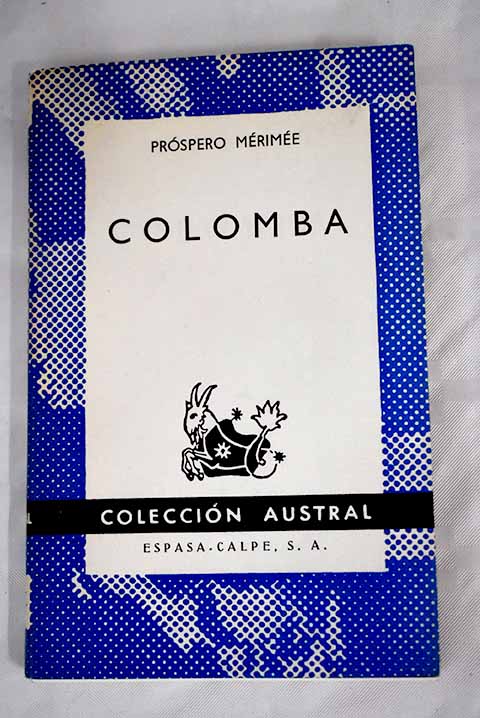 PRÓSPERO MÉRIMÉE
COLOMBA
COLECCIÓN AUSTRAL
ESPASA-CALPE, S. A.